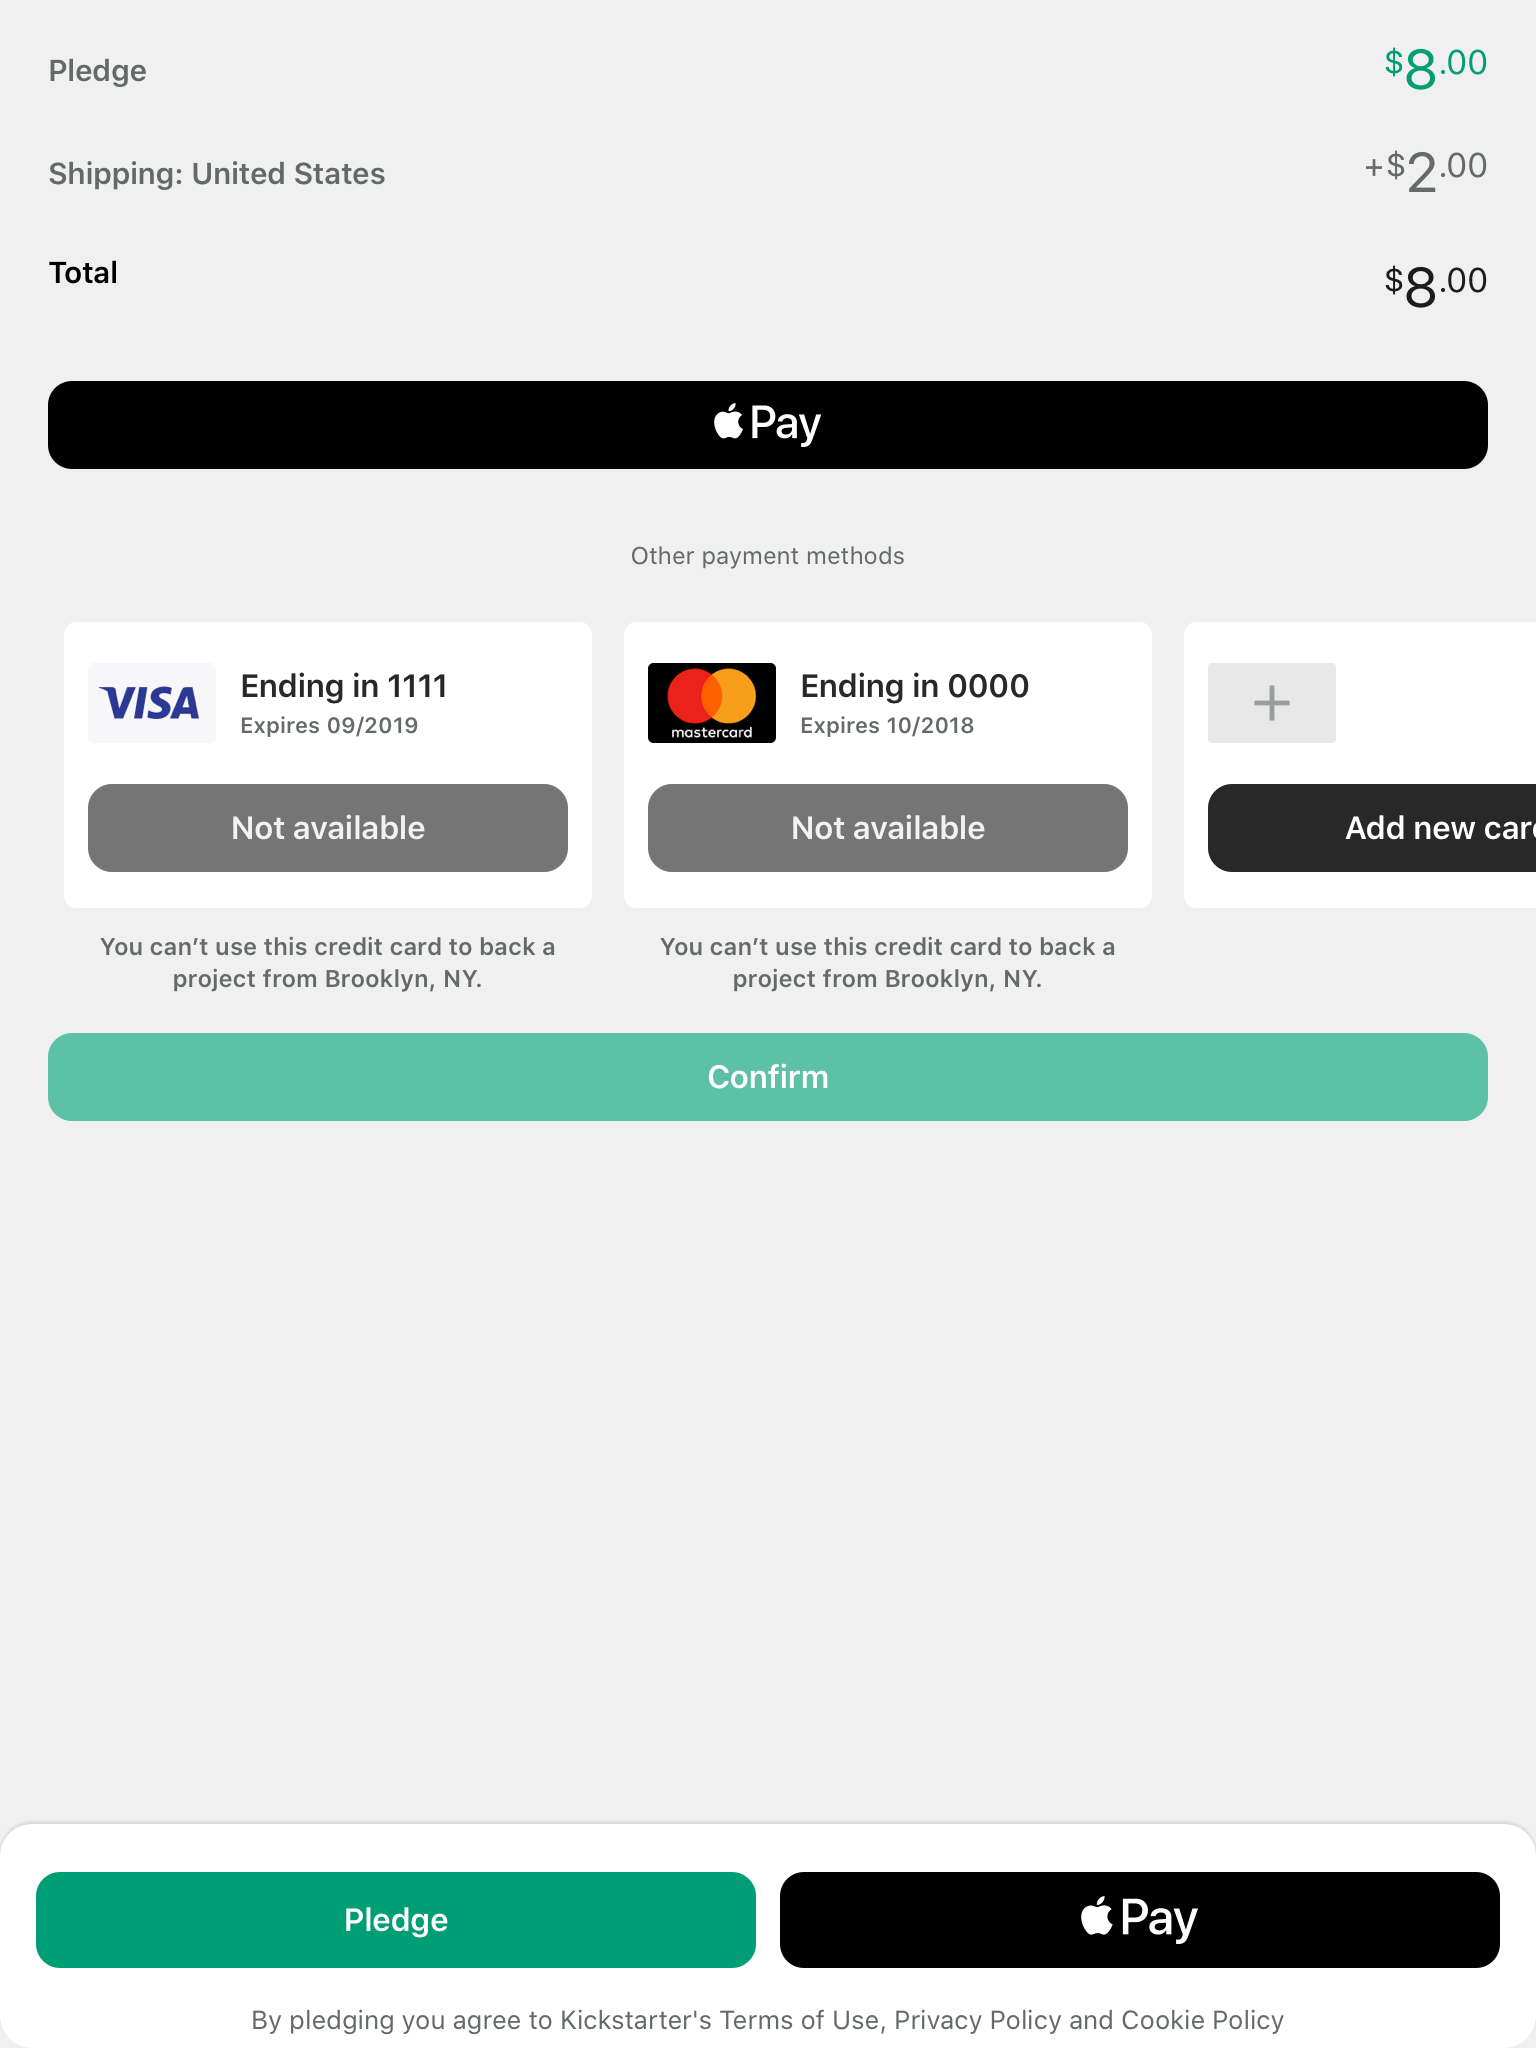 Pledge $8.00
Shipping: United States +$2.00
Total $8.00
Pay
Other payment methods
VISA Ending in 1111
Expires 09/2019
Not available
You can’t use this credit card to back a
project from Brooklyn, NY.
mastercard Ending in 0000
Expires 10/2018
Not available
You can’t use this credit card to back a
project from Brooklyn, NY.
+
Add new car
Confirm
Pledge
Pay
By pledging you agree to Kickstarter's Terms of Use, Privacy Policy and Cookie Policy